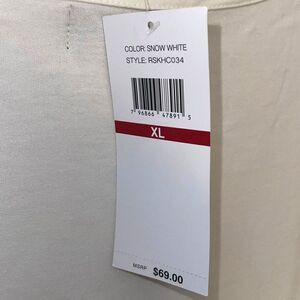 COLOR: SNOW WHITE
STYLE: RSKHC034
7 96866 47891 5
XL
MSRP $69.00